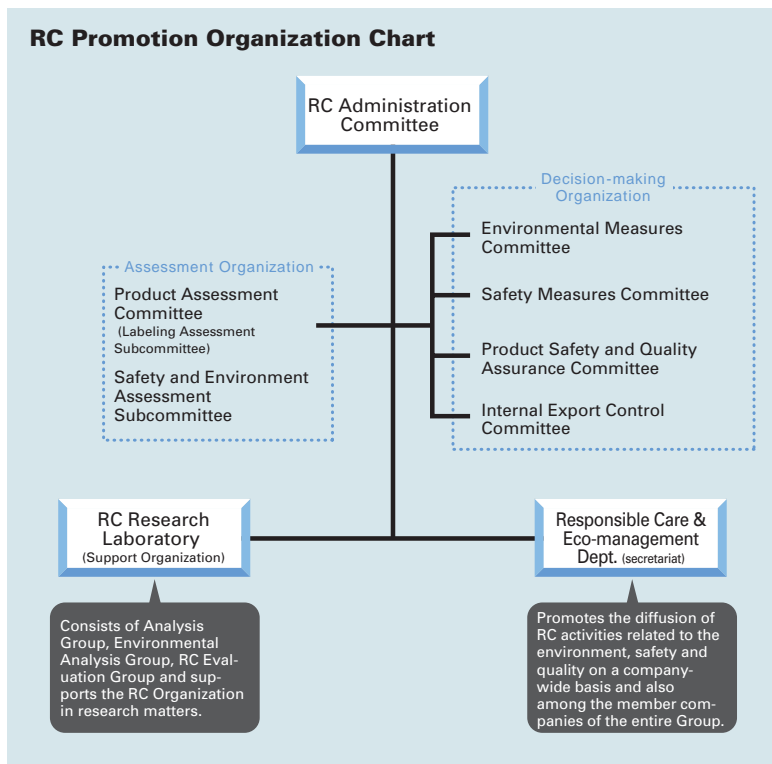 RC Promotion Organization Chart
RC Administration
Committee
Decision-making
Organization
Environmental Measures
Committee
Safety Measures Committee
Product Safety and Quality
Assurance Committee
Internal Export Control
Committee
Assessment Organization
Product Assessment
Committee
(Labeling Assessment
Subcommittee)
Safety and Environment
Assessment
Subcommittee
RC Research
Laboratory
(Support Organization)
Responsible Care &
Eco-management
Dept. (secretariat)
Consists of Analysis
Group, Environmental
Analysis Group, RC Eval-
uation Group and sup-
ports the RC Organization
in research matters.
Promotes the diffusion of
RC activities related to the
environment, safety and
quality on a company-
wide basis and also
among the member com-
panies of the entire Group.